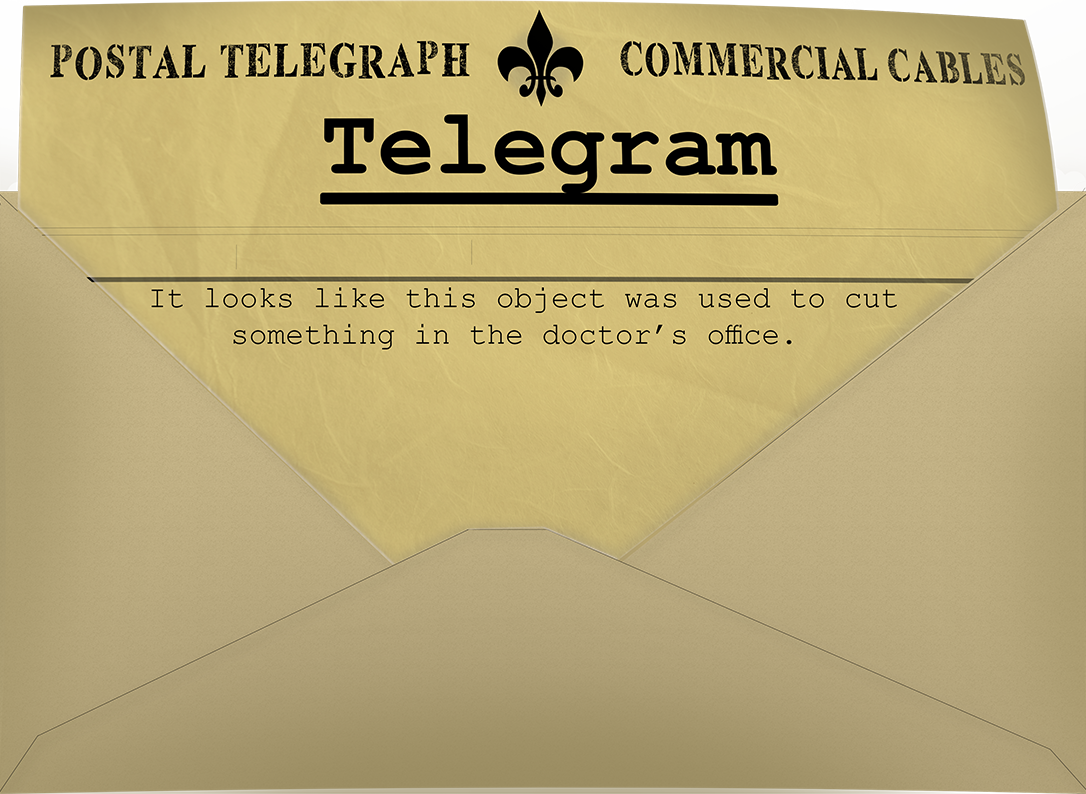 POSTAL TELEGRAPH COMMERCIAL CABLES
Telegram
It looks like this object was used to cut
something in the doctor’s office.